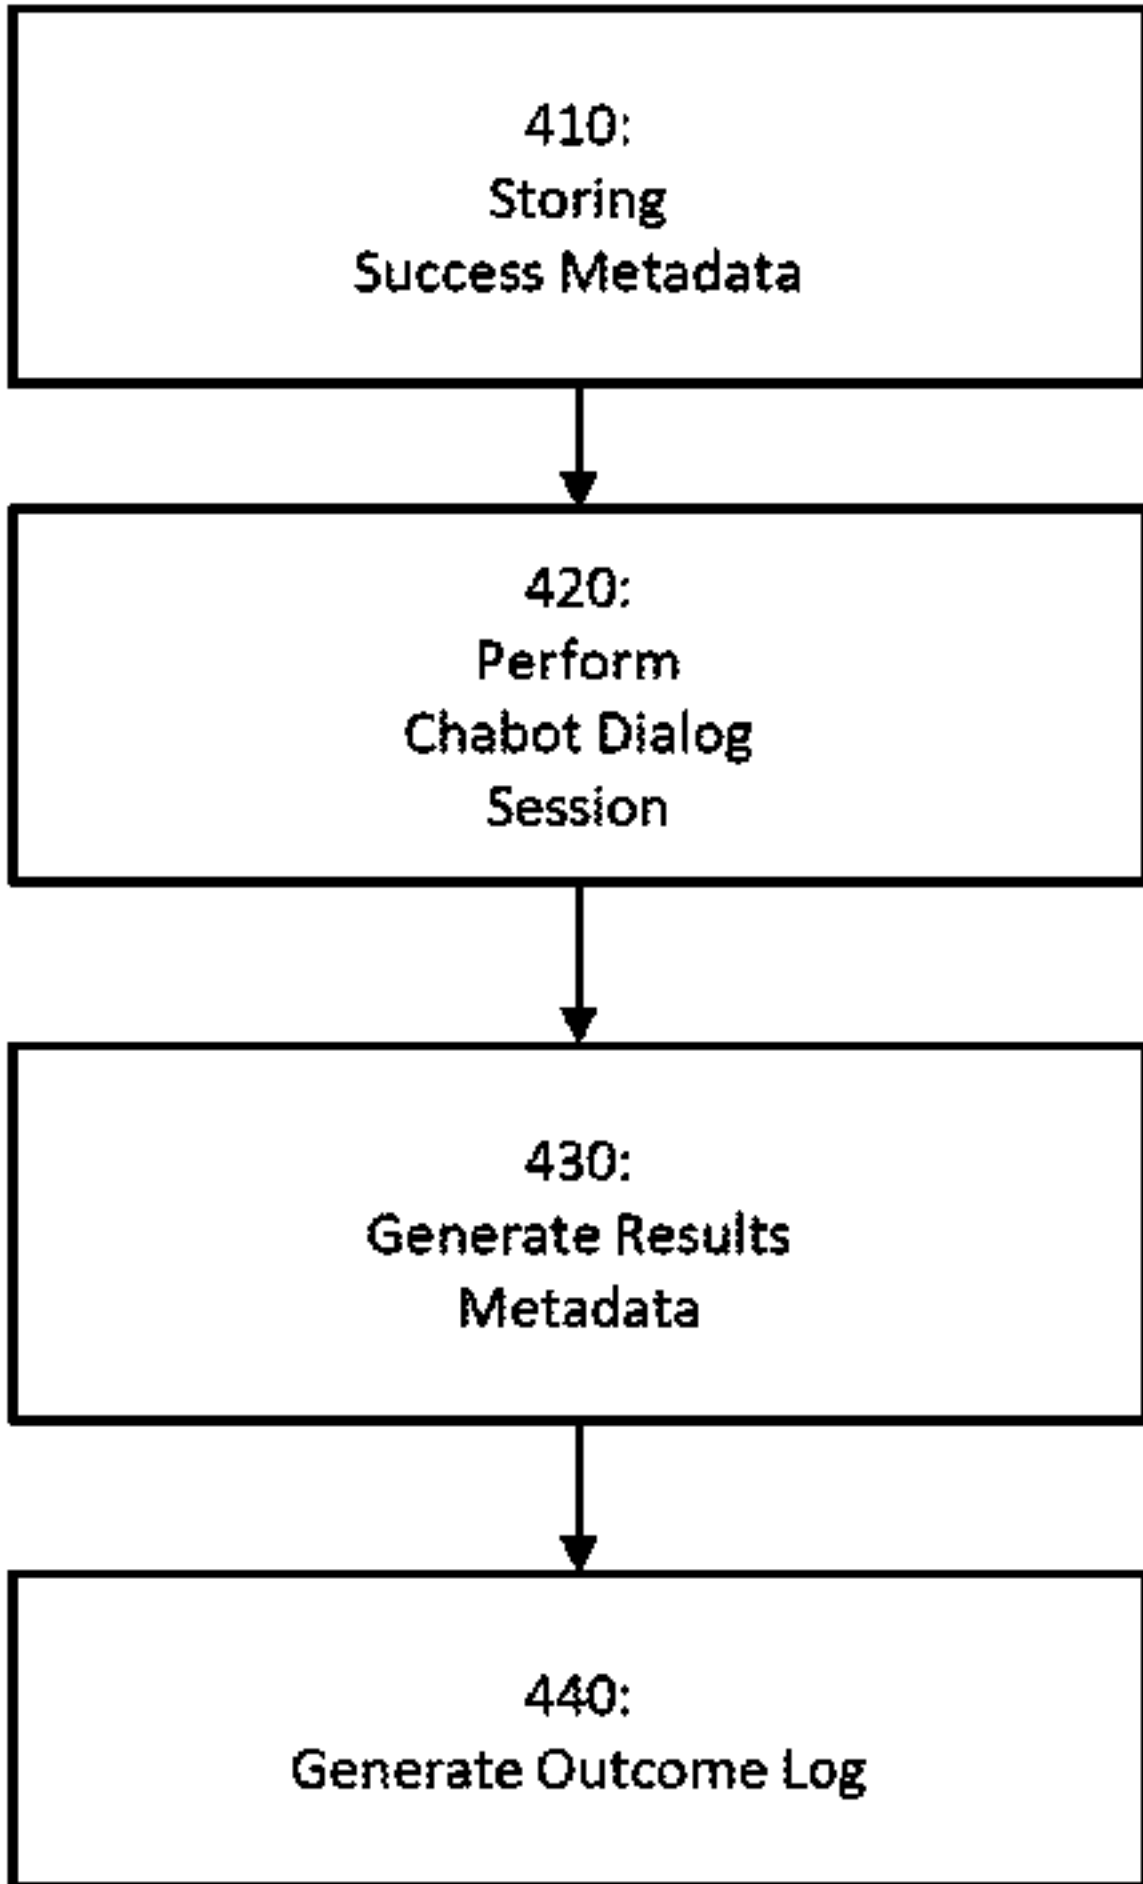 410:
Storing
Success Metadata
420:
Perform
Chabot Dialog
Session
430:
Generate Results
Metadata
440:
Generate Outcome Log